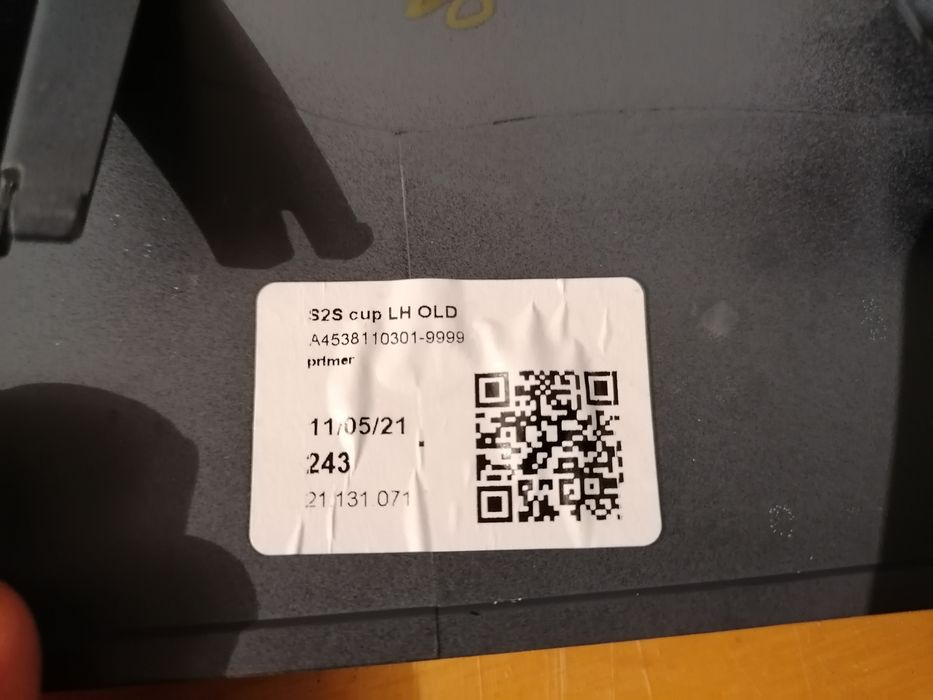 S2S cup LH OLD
A4538110301-9999
primer
11/05/21
243
21.131.071